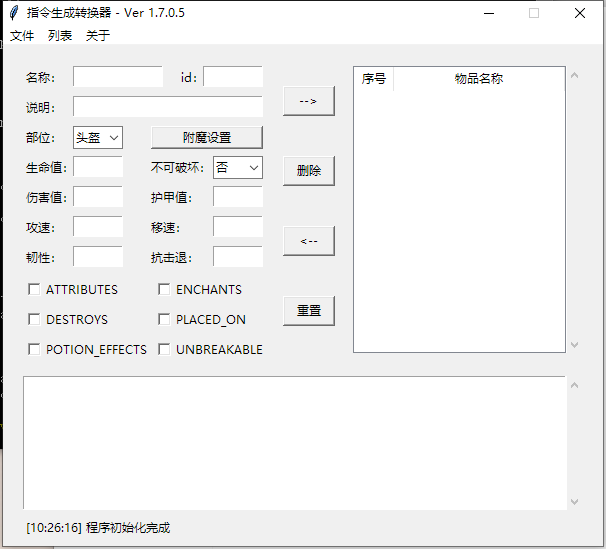 指令生成转换器 - Ver 1.7.0.5
文件 列表 关于
名称： id：
说明：
部位： 头盔 附魔设置
生命值： 不可破坏： 否
伤害值： 护甲值：
攻速： 移速：
韧性： 抗击退：
ATTRIBUTES ENCHANTS
DESTROYS PLACED_ON
POTION_EFFECTS UNBREAKABLE
-->
删除
<--
重置
序号 物品名称
[10:26:16] 程序初始化完成